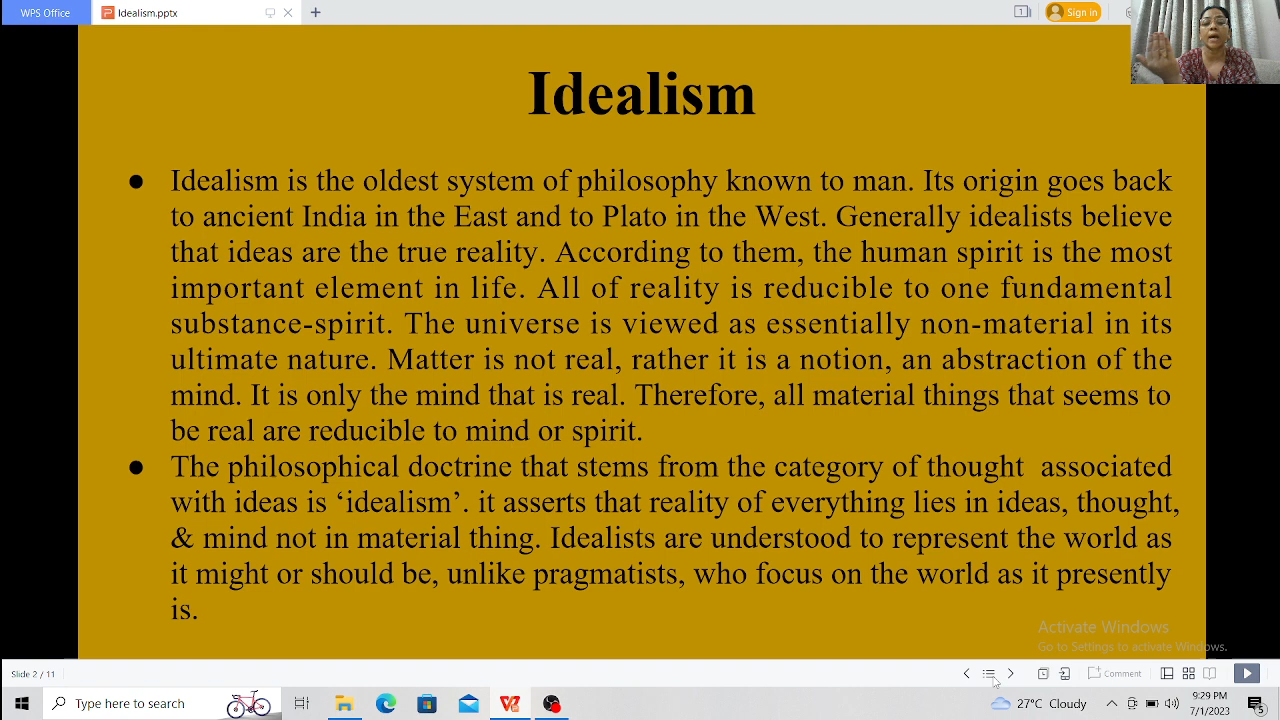 WPS Office
Idealism.pptx
Sign in
Idealism
● Idealism is the oldest system of philosophy known to man. Its origin goes back
to ancient India in the East and to Plato in the West. Generally idealists believe
that ideas are the true reality. According to them, the human spirit is the most
important element in life. All of reality is reducible to one fundamental
substance-spirit. The universe is viewed as essentially non-material in its
ultimate nature. Matter is not real, rather it is a notion, an abstraction of the
mind. It is only the mind that is real. Therefore, all material things that seems to
be real are reducible to mind or spirit.
● The philosophical doctrine that stems from the category of thought associated
with ideas is ‘idealism’. it asserts that reality of everything lies in ideas, thought,
& mind not in material thing. Idealists are understood to represent the world as
it might or should be, unlike pragmatists, who focus on the world as it presently
is.
Activate Windows
Go to Settings to activate Windows.
Slide 2 / 11
Comment
Type here to search
27°C Cloudy
9:29 PM
7/1/2023